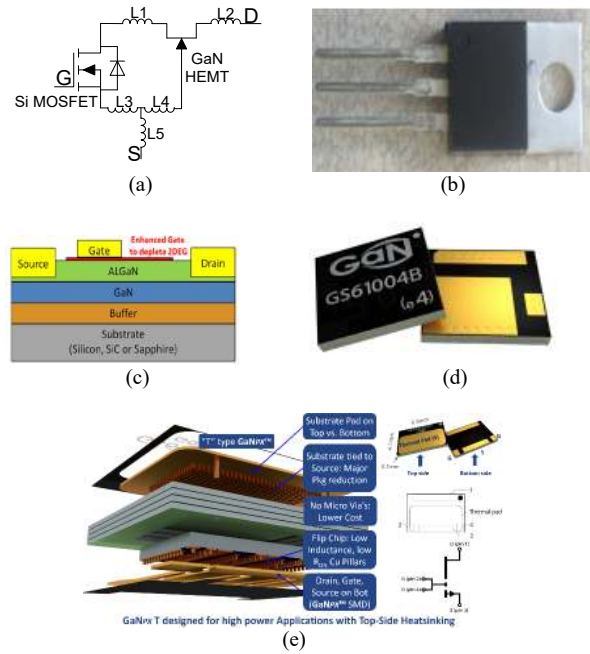 L1
L2
D
GaN
HEMT
G
Si MOSFET
L3
L4
L5
S
(a)
(b)
Enhanced Gate
to deplete 2DEG
Gate
Source
Drain
ALGaN
GaN
Buffer
Substrate
(Silicon, SiC or Sapphire)
(c)
GaN
GS61004B
(e4)
(d)
"T" type GaNPX™
Substrate Pad on
Top vs. Bottom
Substrate tied to
Source: Major
Pkg reduction
No Micro Via's:
Lower Cost
Flip Chip: Low
Inductance, low
RON Cu Pillars
Drain, Gate,
Source on Bot
(GaNPX™ SMD)
Thermal Pad
Top side
Bottom side
Thermal pad
GaNPX T designed for high power Applications with Top-Side Heatsinking
(e)